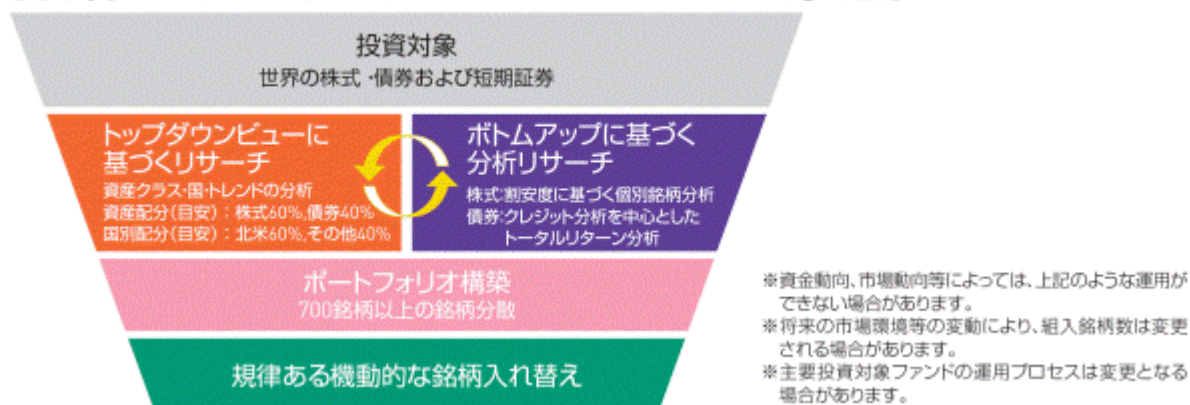 投資対象
世界の株式・債券および短期証券
トップダウンビューに
基づくリサーチ
資産クラス・国・トレンドの分析
資産配分(目安):株式60%,債券40%
国別配分(目安):北米60%,その他40%
ボトムアップに基づく
分析リサーチ
株式:割安度に基づく個別銘柄分析
債券:クレジット分析を中心とした
トータルリターン分析
ポートフォリオ構築
700銘柄以上の銘柄分散
規律ある機動的な銘柄入れ替え
※資金動向、市場動向等によっては、上記のような運用が
できない場合があります。
※将来の市場環境等の変動により、組入銘柄数は変更
される場合があります。
※主要投資対象ファンドの運用プロセスは変更となる
場合があります。